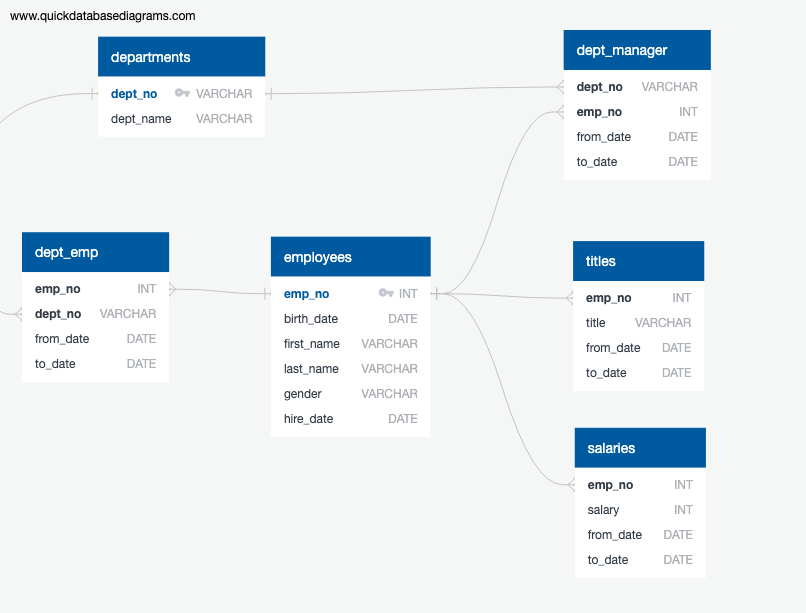 www.quickdatabasediagrams.com
departments
dept_no VARCHAR
dept_name VARCHAR
dept_manager
dept_no VARCHAR
emp_no INT
from_date DATE
to_date DATE
dept_emp
emp_no INT
dept_no VARCHAR
from_date DATE
to_date DATE
employees
emp_no INT
birth_date DATE
first_name VARCHAR
last_name VARCHAR
gender VARCHAR
hire_date DATE
titles
emp_no INT
title VARCHAR
from_date DATE
to_date DATE
salaries
emp_no INT
salary INT
from_date DATE
to_date DATE